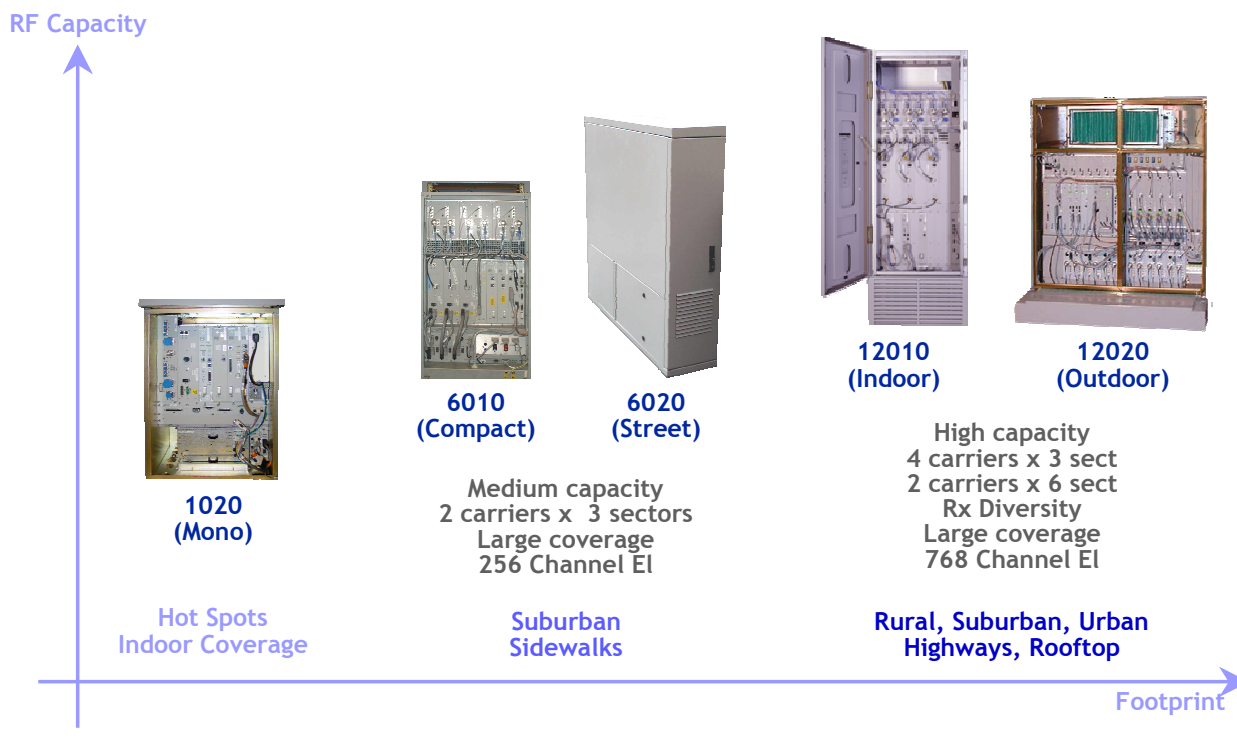 RF Capacity
1020
(Mono)
Hot Spots
Indoor Coverage
6010
(Compact)
6020
(Street)
Medium capacity
2 carriers x 3 sectors
Large coverage
256 Channel El
Suburban
Sidewalks
12010
(Indoor)
12020
(Outdoor)
High capacity
4 carriers x 3 sect
2 carriers x 6 sect
Rx Diversity
Large coverage
768 Channel El
Rural, Suburban, Urban
Highways, Rooftop
Footprint